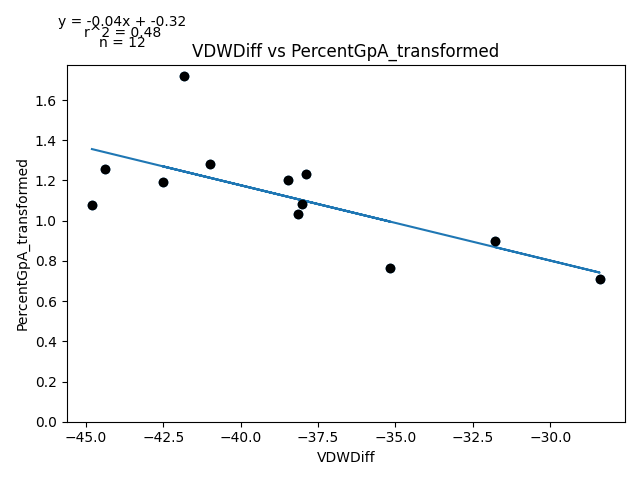 y = -0.04x + -0.32
r^2 = 0.48
n = 12
VDWDiff vs PercentGpA_transformed
PercentGpA_transformed
1.6
1.4
1.2
1.0
0.8
0.6
0.4
0.2
0.0
−45.0 −42.5 −40.0 −37.5 −35.0 −32.5 −30.0
VDWDiff